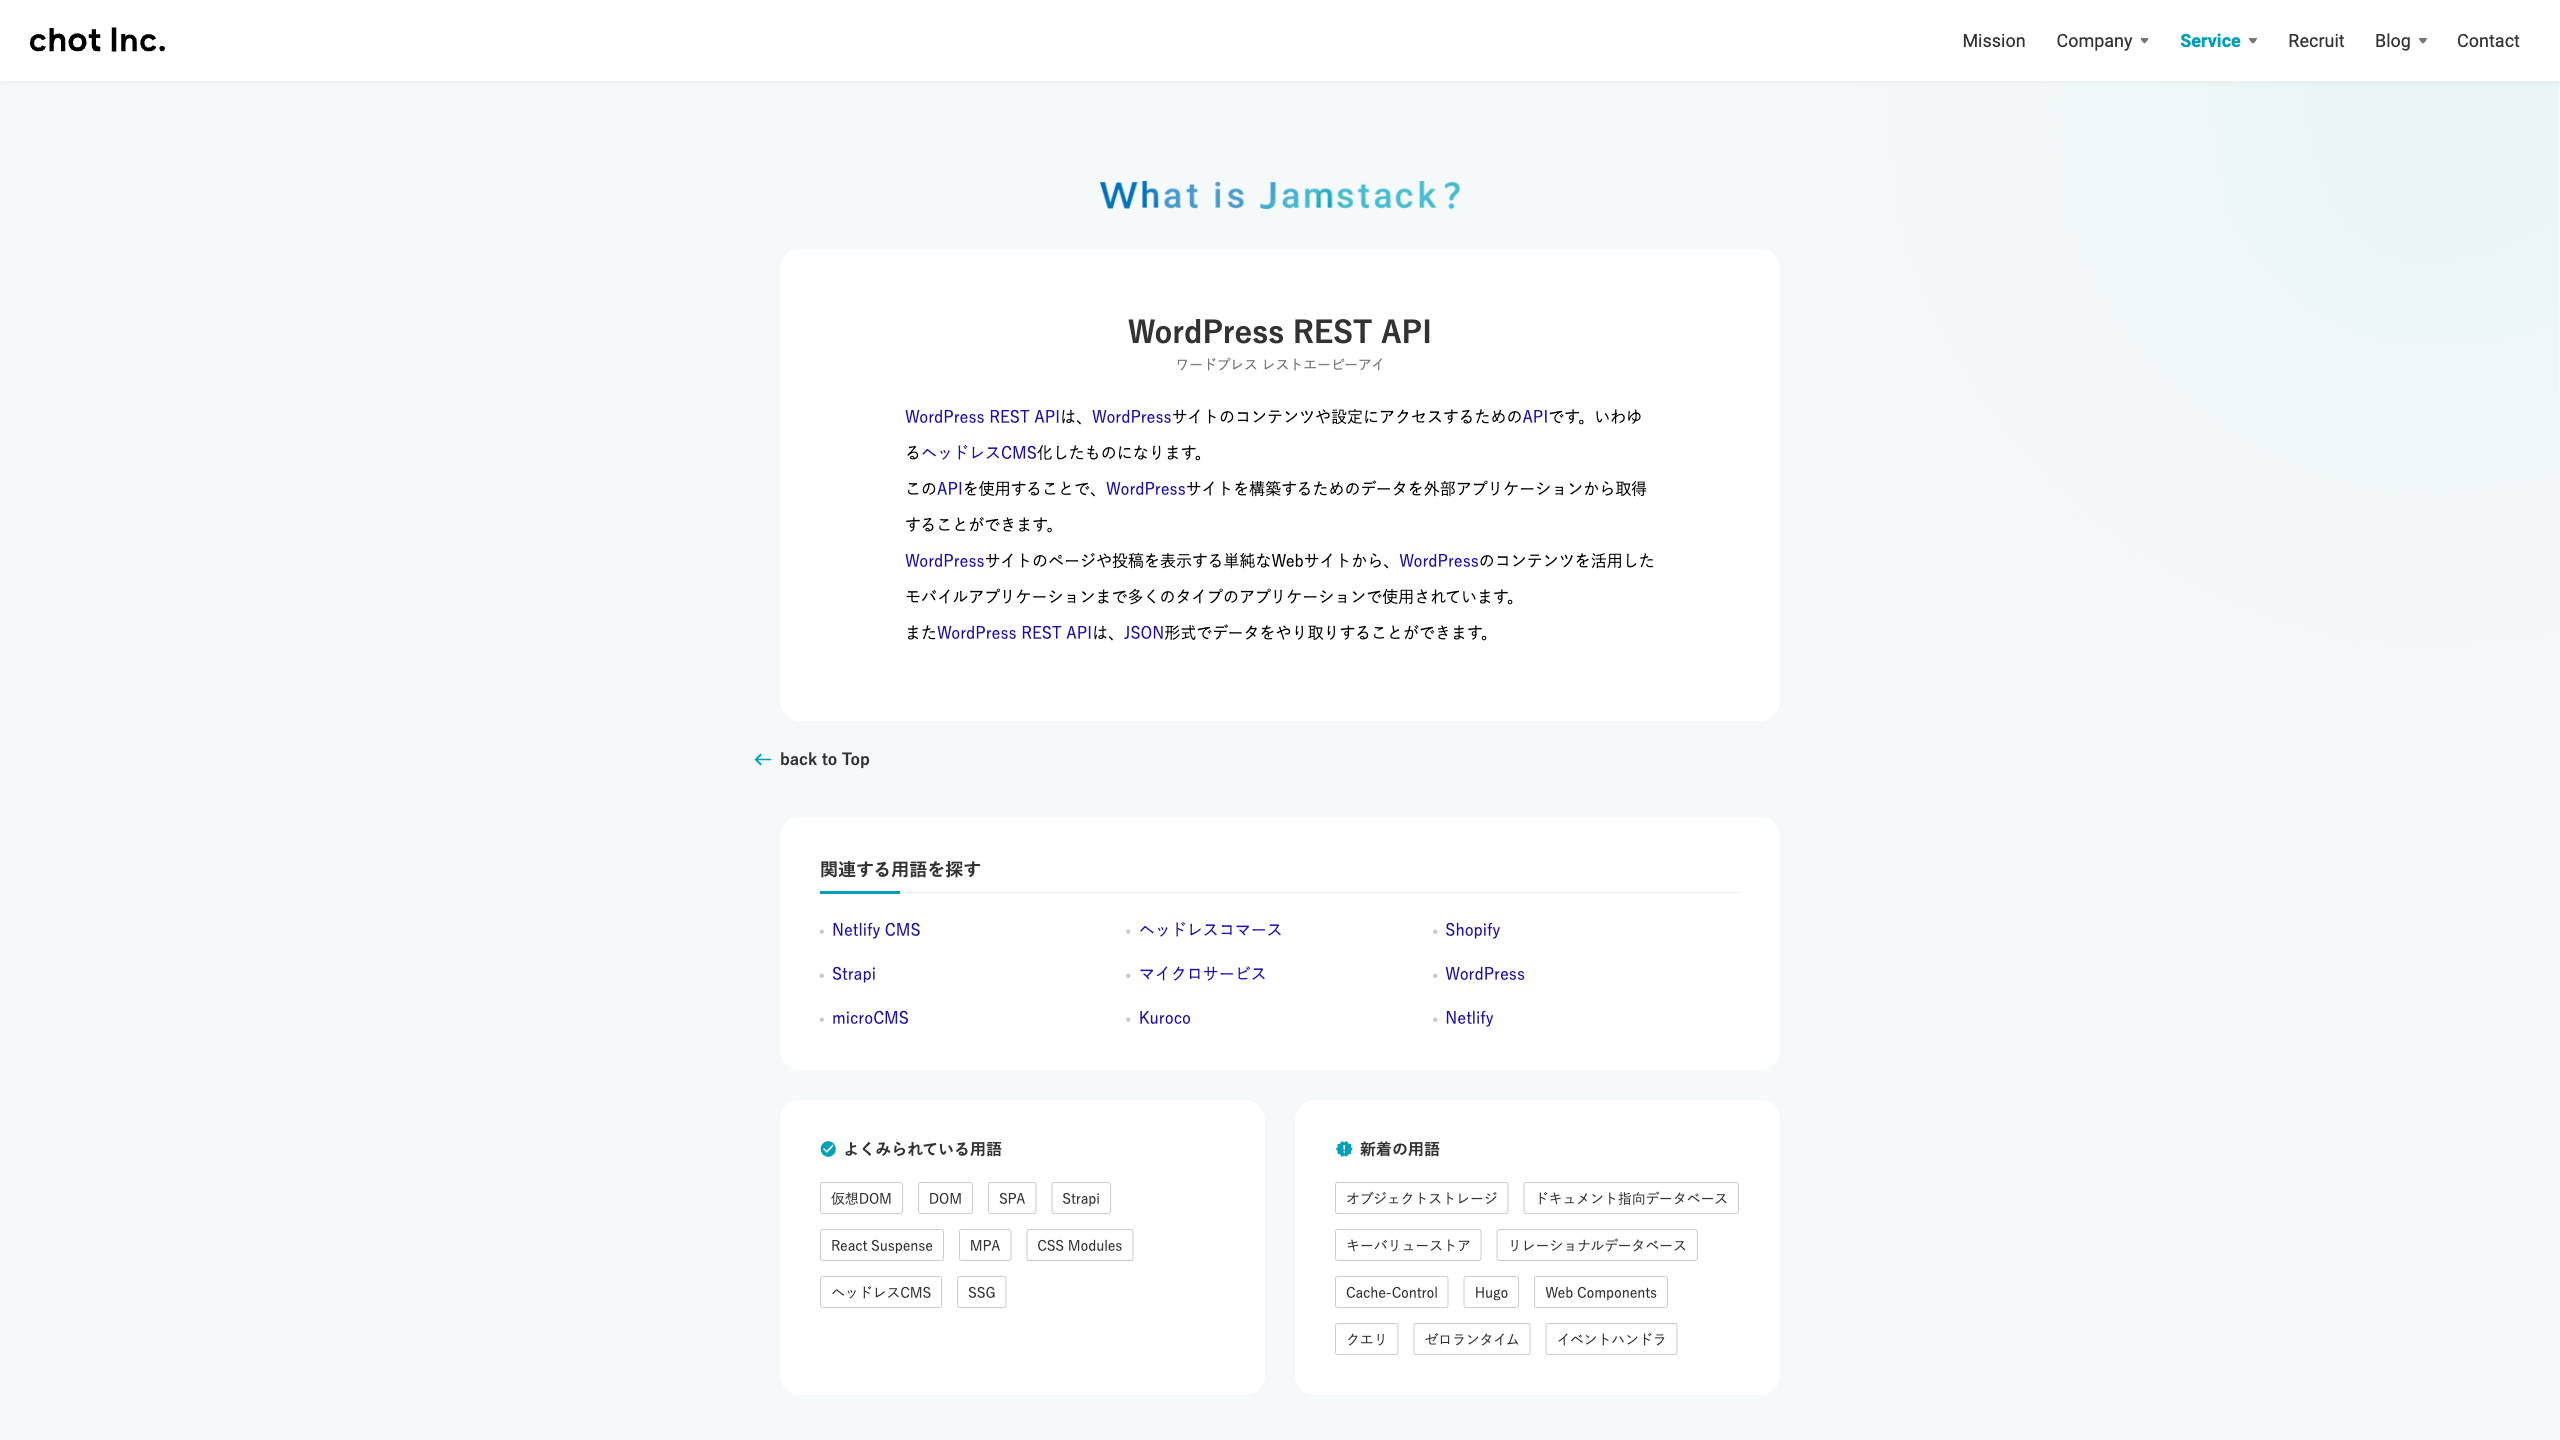 chot Inc.
Mission Company Service Recruit Blog Contact
What is Jamstack?
WordPress REST API
ワードプレス レストエーピーアイ
WordPress REST APIは、WordPressサイトのコンテンツや設定にアクセスするためのAPIです。いわゆ
るヘッドレスCMS化したものになります。
このAPIを使用することで、WordPressサイトを構築するためのデータを外部アプリケーションから取得
することができます。
WordPressサイトのページや投稿を表示する単純なWebサイトから、WordPressのコンテンツを活用した
モバイルアプリケーションまで多くのタイプのアプリケーションで使用されています。
またWordPress REST APIは、JSON形式でデータをやり取りすることができます。
back to Top
関連する用語を探す
Netlify CMS ヘッドレスコマース Shopify
Strapi マイクロサービス WordPress
microCMS Kuroco Netlify
よくみられている用語
仮想DOM DOM SPA Strapi
React Suspense MPA CSS Modules
ヘッドレスCMS SSG
新着の用語
オブジェクトストレージ ドキュメント指向データベース
キーバリューストア リレーショナルデータベース
Cache-Control Hugo Web Components
クエリ ゼロランタイム イベントハンドラ